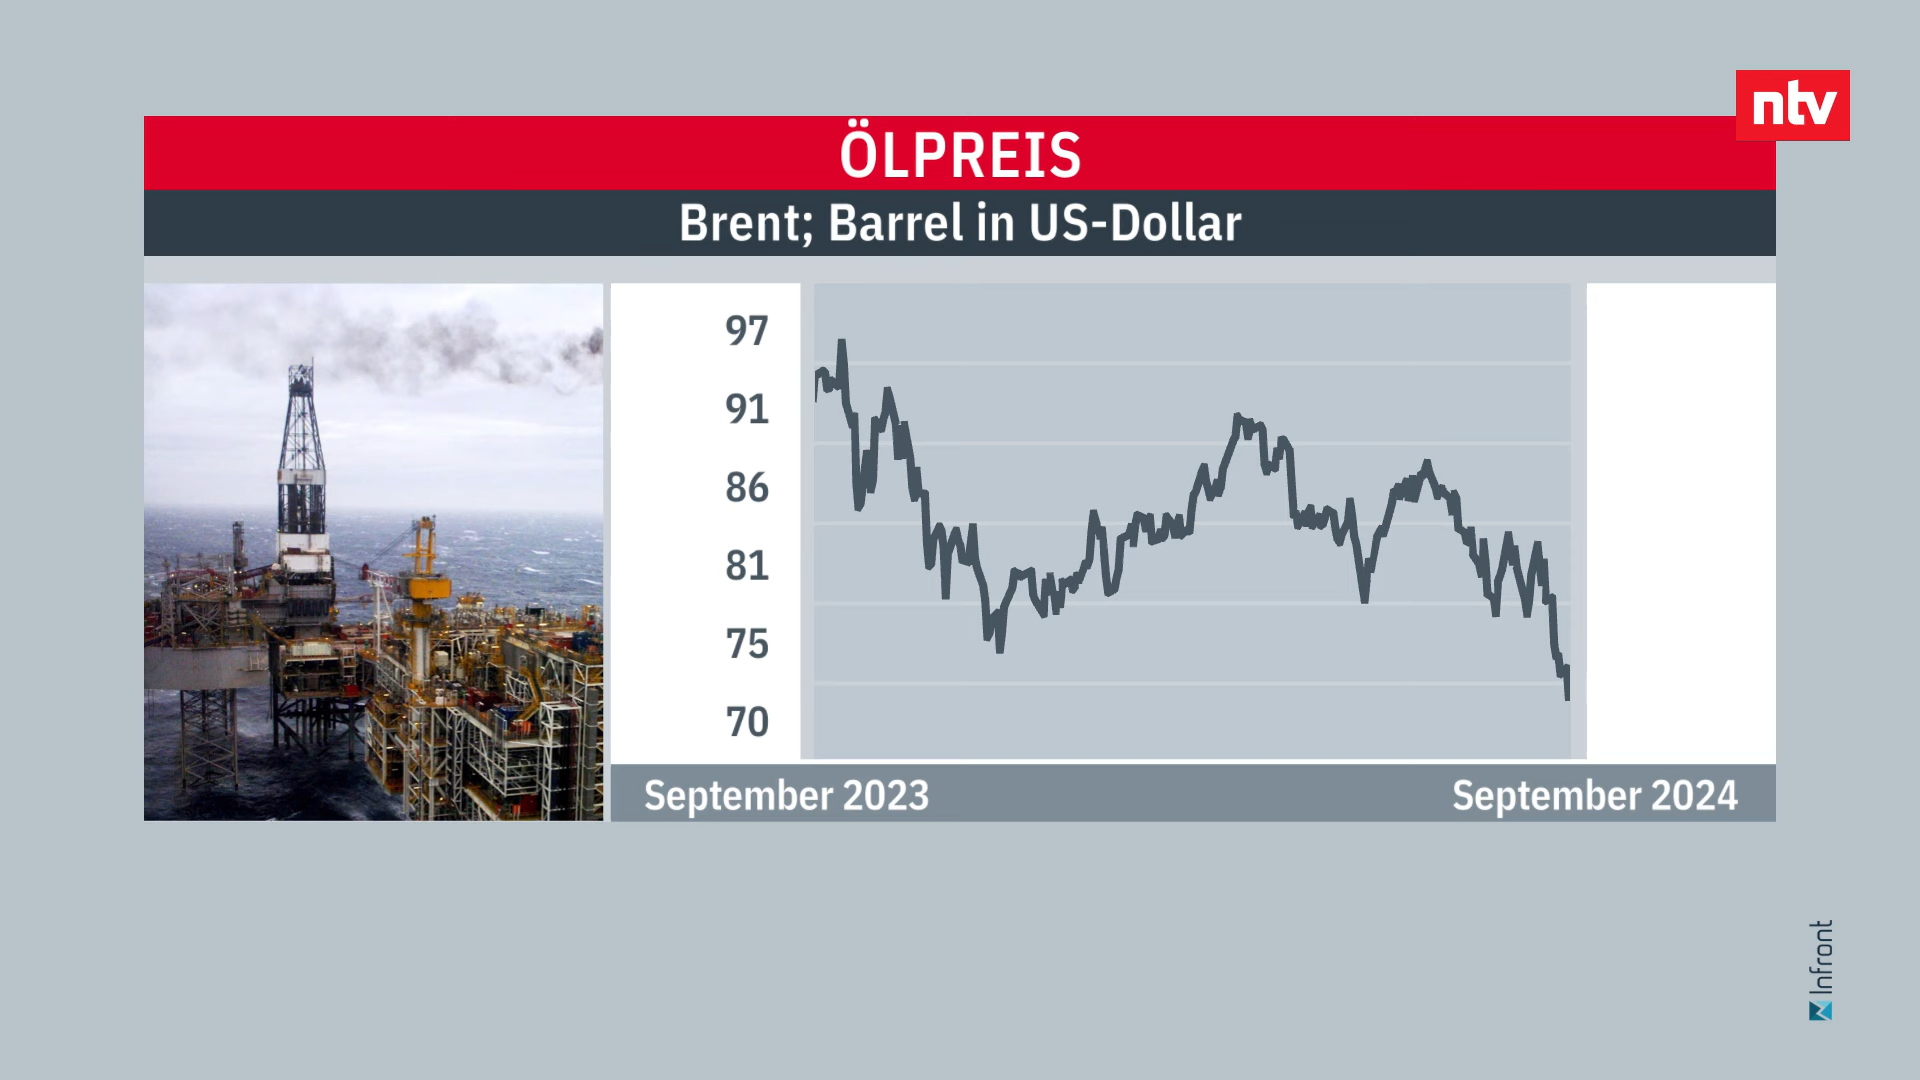 ntv
ÖLPREIS
Brent; Barrel in US-Dollar
97
91
86
81
75
70
September 2023
September 2024
Infront